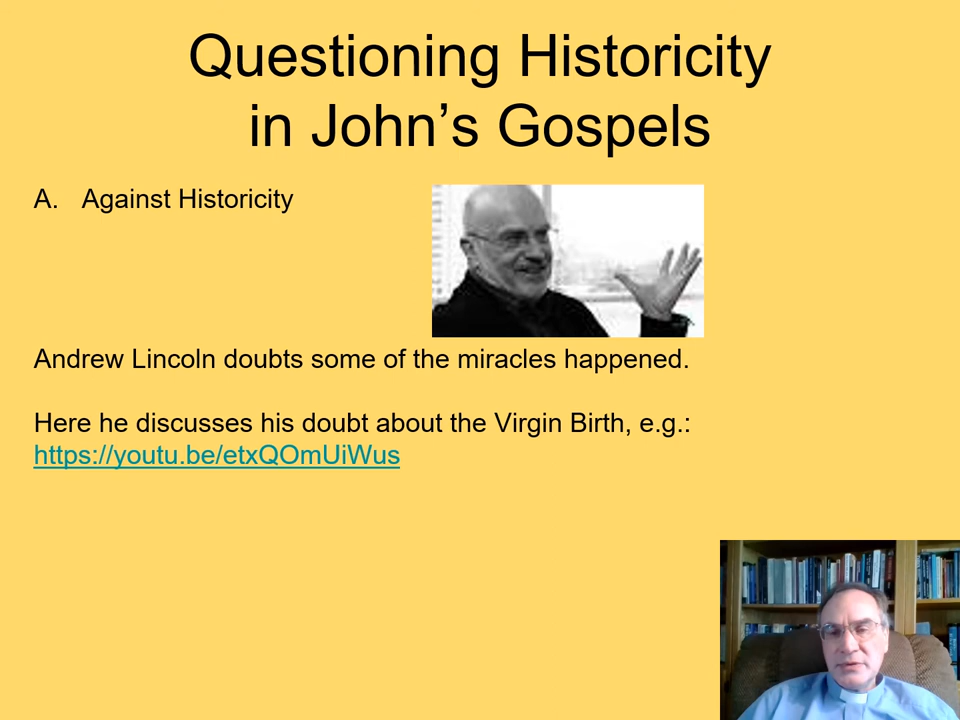 Questioning Historicity
in John’s Gospels
A. Against Historicity
Andrew Lincoln doubts some of the miracles happened.
Here he discusses his doubt about the Virgin Birth, e.g.:
https://youtu.be/etxQOmUiWus